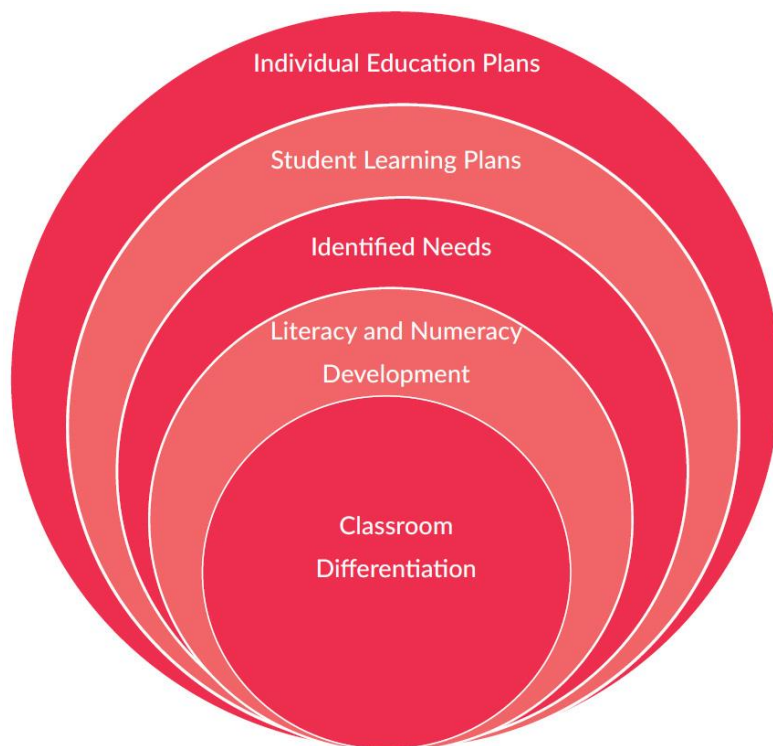 Individual Education Plans
Student Learning Plans
Identified Needs
Literacy and Numeracy
Development
Classroom
Differentiation